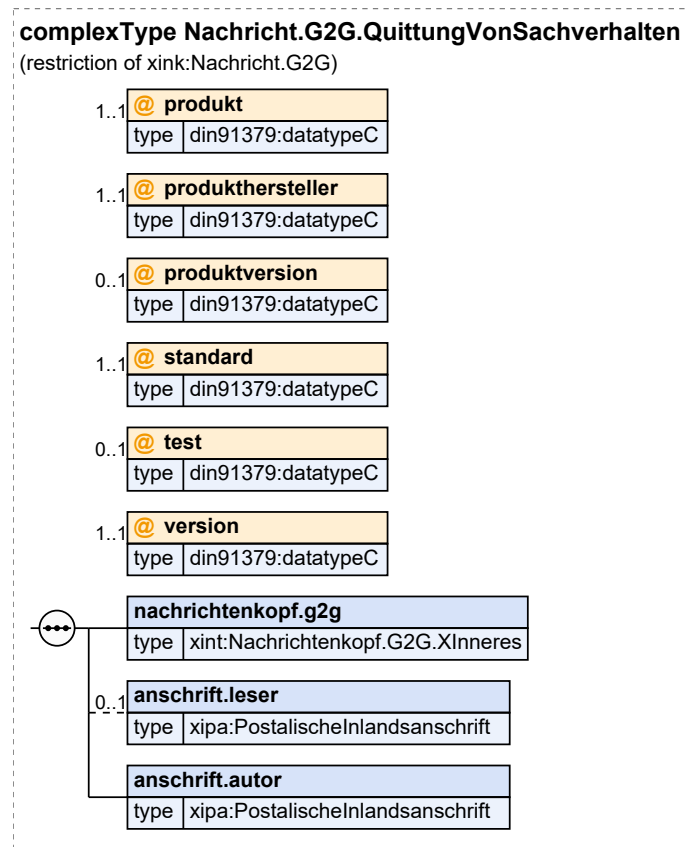 complexType Nachricht.G2G.QuittungVonSachverhalten
(restriction of xink:Nachricht.G2G)
1..1 @ produkt
type din91379:datatypeC
1..1 @ produkthersteller
type din91379:datatypeC
0..1 @ produktversion
type din91379:datatypeC
1..1 @ standard
type din91379:datatypeC
0..1 @ test
type din91379:datatypeC
1..1 @ version
type din91379:datatypeC
nachrichtenkopf.g2g
type xint:Nachrichtenkopf.G2G.XInneres
0..1 anschrift.leser
type xipa:PostalischeInlandsanschrift
anschrift.autor
type xipa:PostalischeInlandsanschrift